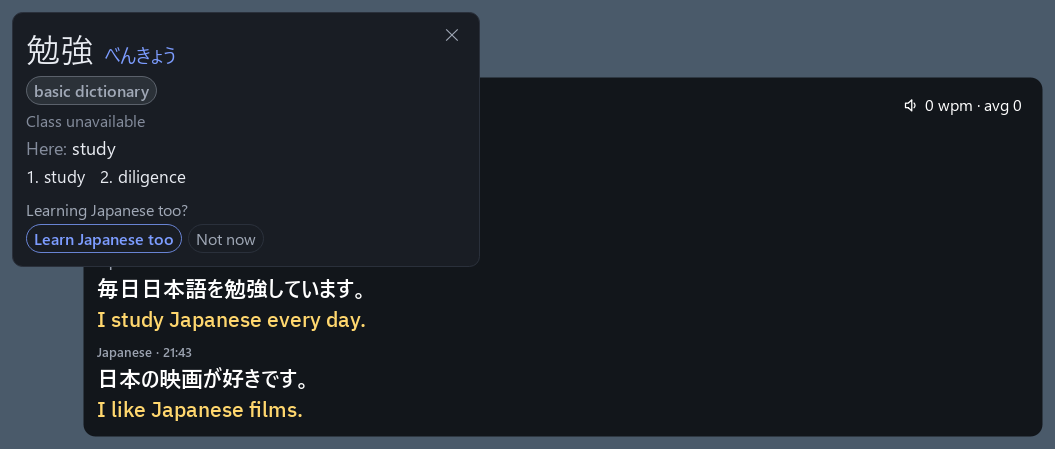 勉強 べんきょう
basic dictionary
Class unavailable
Here: study
1. study 2. diligence
Learning Japanese too?
Learn Japanese too Not now
0 wpm · avg 0
毎日日本語を勉強しています。
I study Japanese every day.
Japanese · 21:43
日本の映画が好きです。
I like Japanese films.